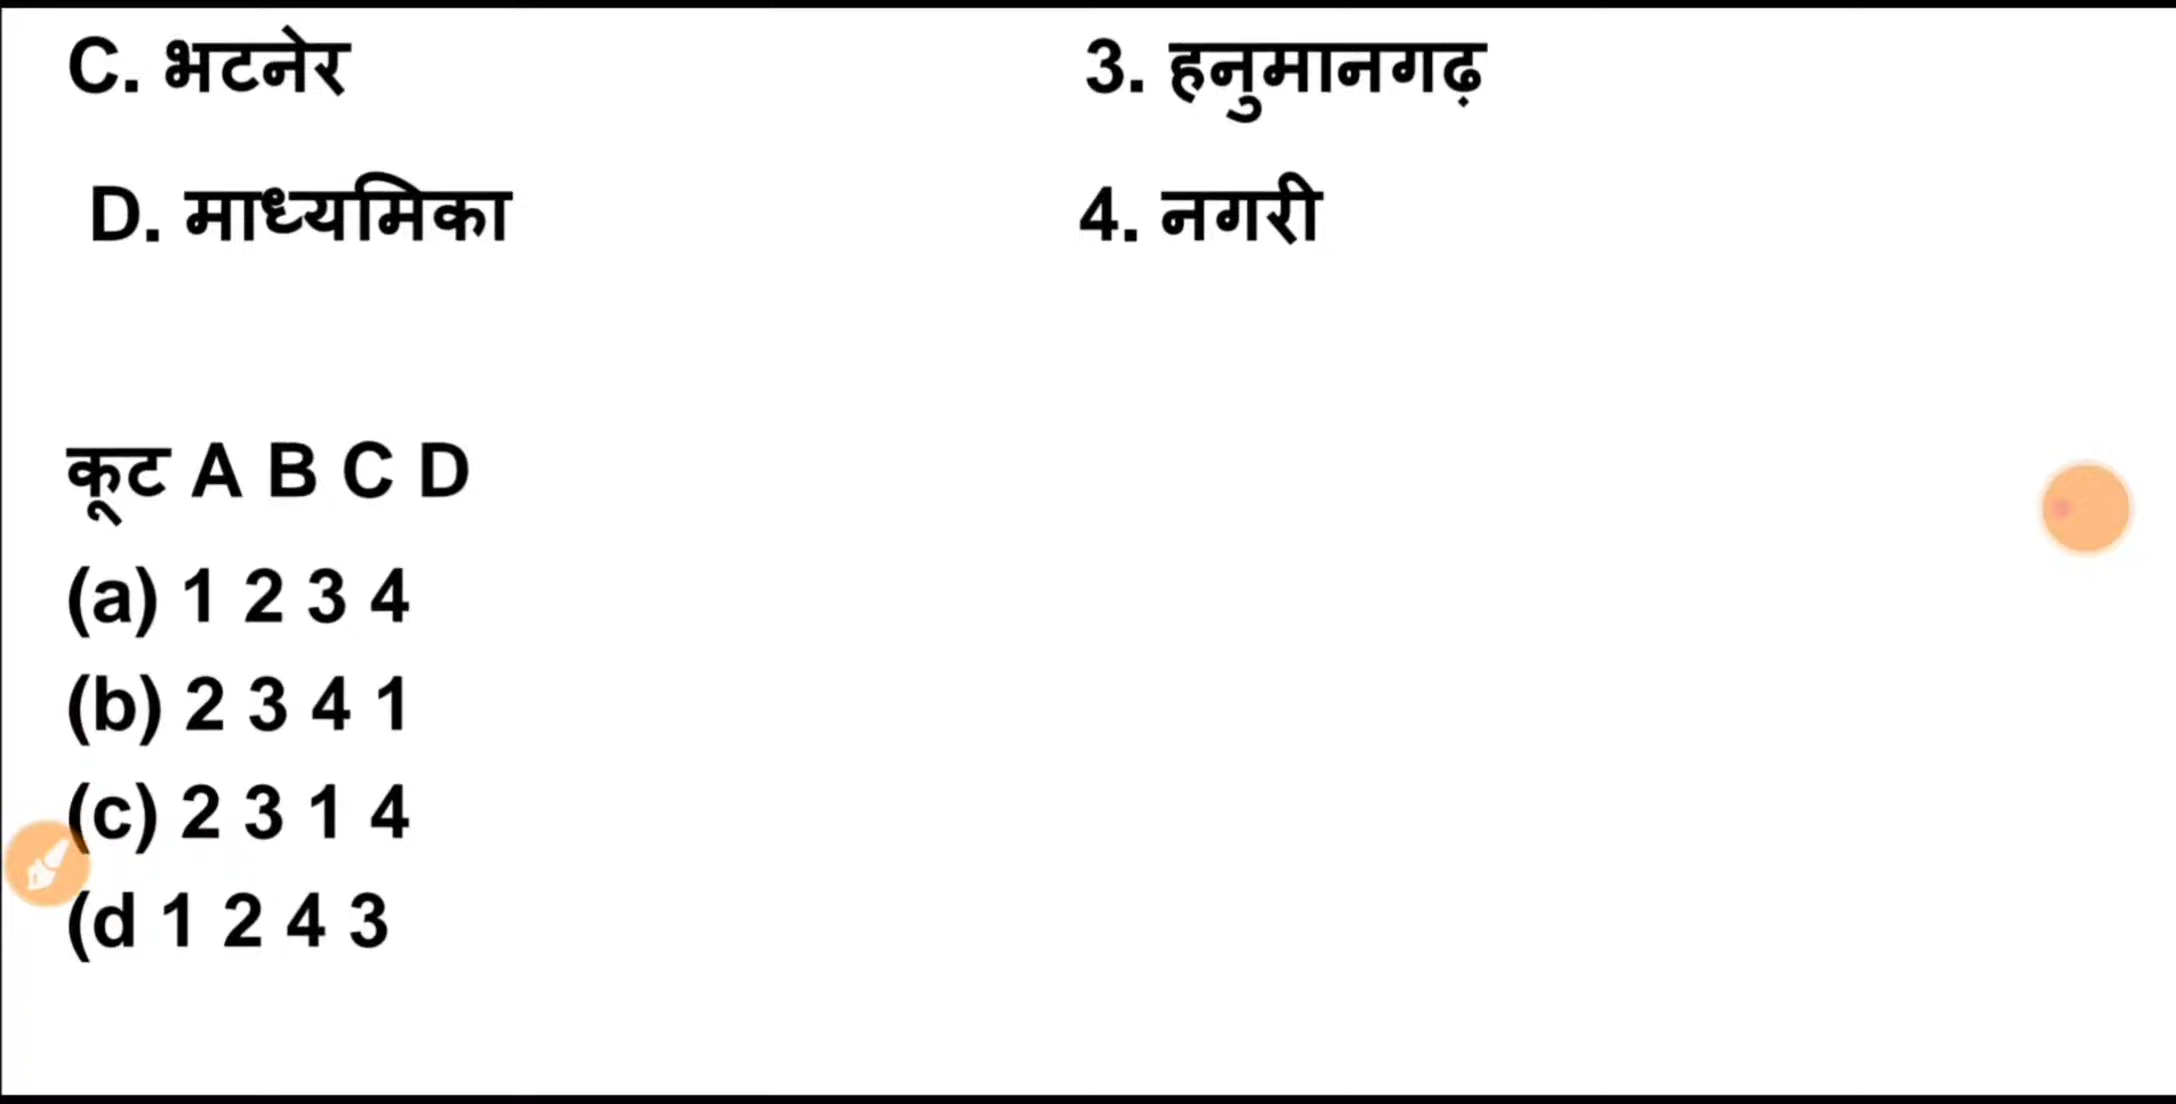 C. भटनेर 3. हनुमानगढ़
D. माध्यमिका 4. नगरी
कूट A B C D
(a) 1 2 3 4
(b) 2 3 4 1
(c) 2 3 1 4
(d 1 2 4 3